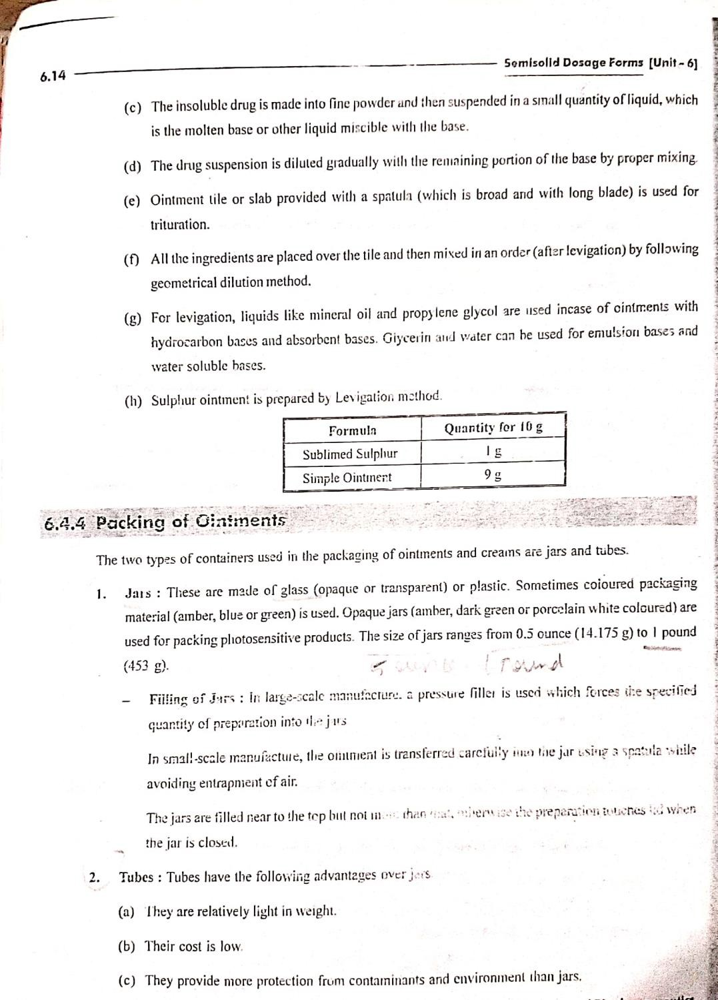 6.14
Semisolid Dosage Forms [Unit - 6]
(c) The insoluble drug is made into fine powder and then suspended in a small quantity of liquid, which
is the molten base or other liquid miscible with the base.
(d) The drug suspension is diluted gradually with the remaining portion of the base by proper mixing.
(e) Ointment tile or slab provided with a spatula (which is broad and with long blade) is used for
trituration.
(f) All the ingredients are placed over the tile and then mixed in an order (after levigation) by following
geometrical dilution method.
(g) For levigation, liquids like mineral oil and propylene glycol are used incase of ointments with
hydrocarbon bases and absorbent bases. Glycerin and water can be used for emulsion bases and
water soluble bases.
(h) Sulphur ointment is prepared by Levigation method.
Formula Quantity for 10 g
Sublimed Sulphur 1 g
Simple Ointment 9 g
6.4.4 Packing of Ointments
The two types of containers used in the packaging of ointments and creams are jars and tubes.
1. Jars : These are made of glass (opaque or transparent) or plastic. Sometimes coloured packaging
material (amber, blue or green) is used. Opaque jars (amber, dark green or porcelain white coloured) are
used for packing photosensitive products. The size of jars ranges from 0.5 ounce (14.175 g) to 1 pound
(453 g).
– Filling of Jars : In large-scale manufacture, a pressure filler is used which forces the specified
quantity of preparation into the jars
In small-scale manufacture, the ointment is transferred carefully into the jar using a spatula while
avoiding entrapment of air.
The jars are filled near to the top but not more than that, otherwise the preparation touches lid when
the jar is closed.
2. Tubes : Tubes have the following advantages over jars
(a) They are relatively light in weight.
(b) Their cost is low.
(c) They provide more protection from contaminants and environment than jars.